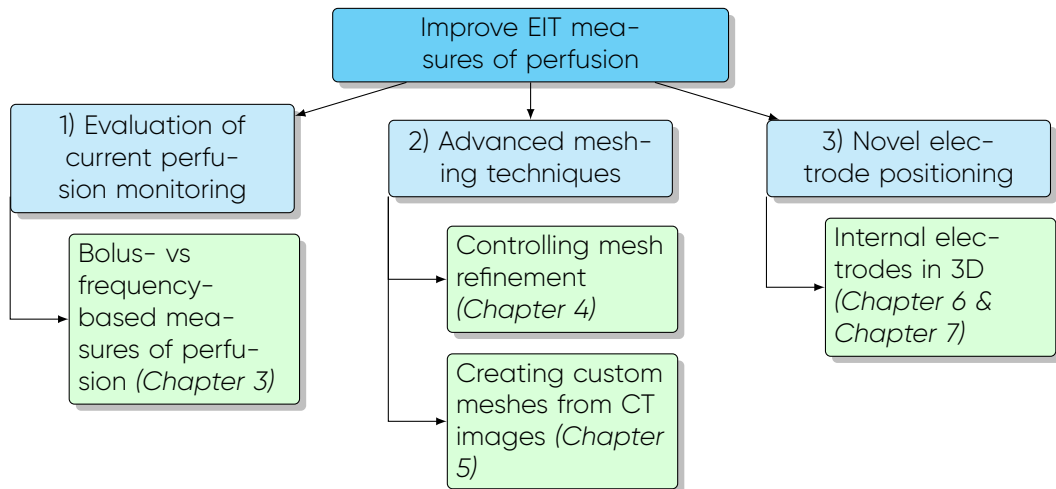 Improve EIT mea-
sures of perfusion
1) Evaluation of
current perfu-
sion monitoring
2) Advanced mesh-
ing techniques
3) Novel elec-
trode positioning
Bolus- vs
frequency-
based mea-
sures of perfu-
sion (Chapter 3)
Controlling mesh
refinement
(Chapter 4)
Creating custom
meshes from CT
images (Chapter
5)
Internal elec-
trodes in 3D
(Chapter 6 &
Chapter 7)